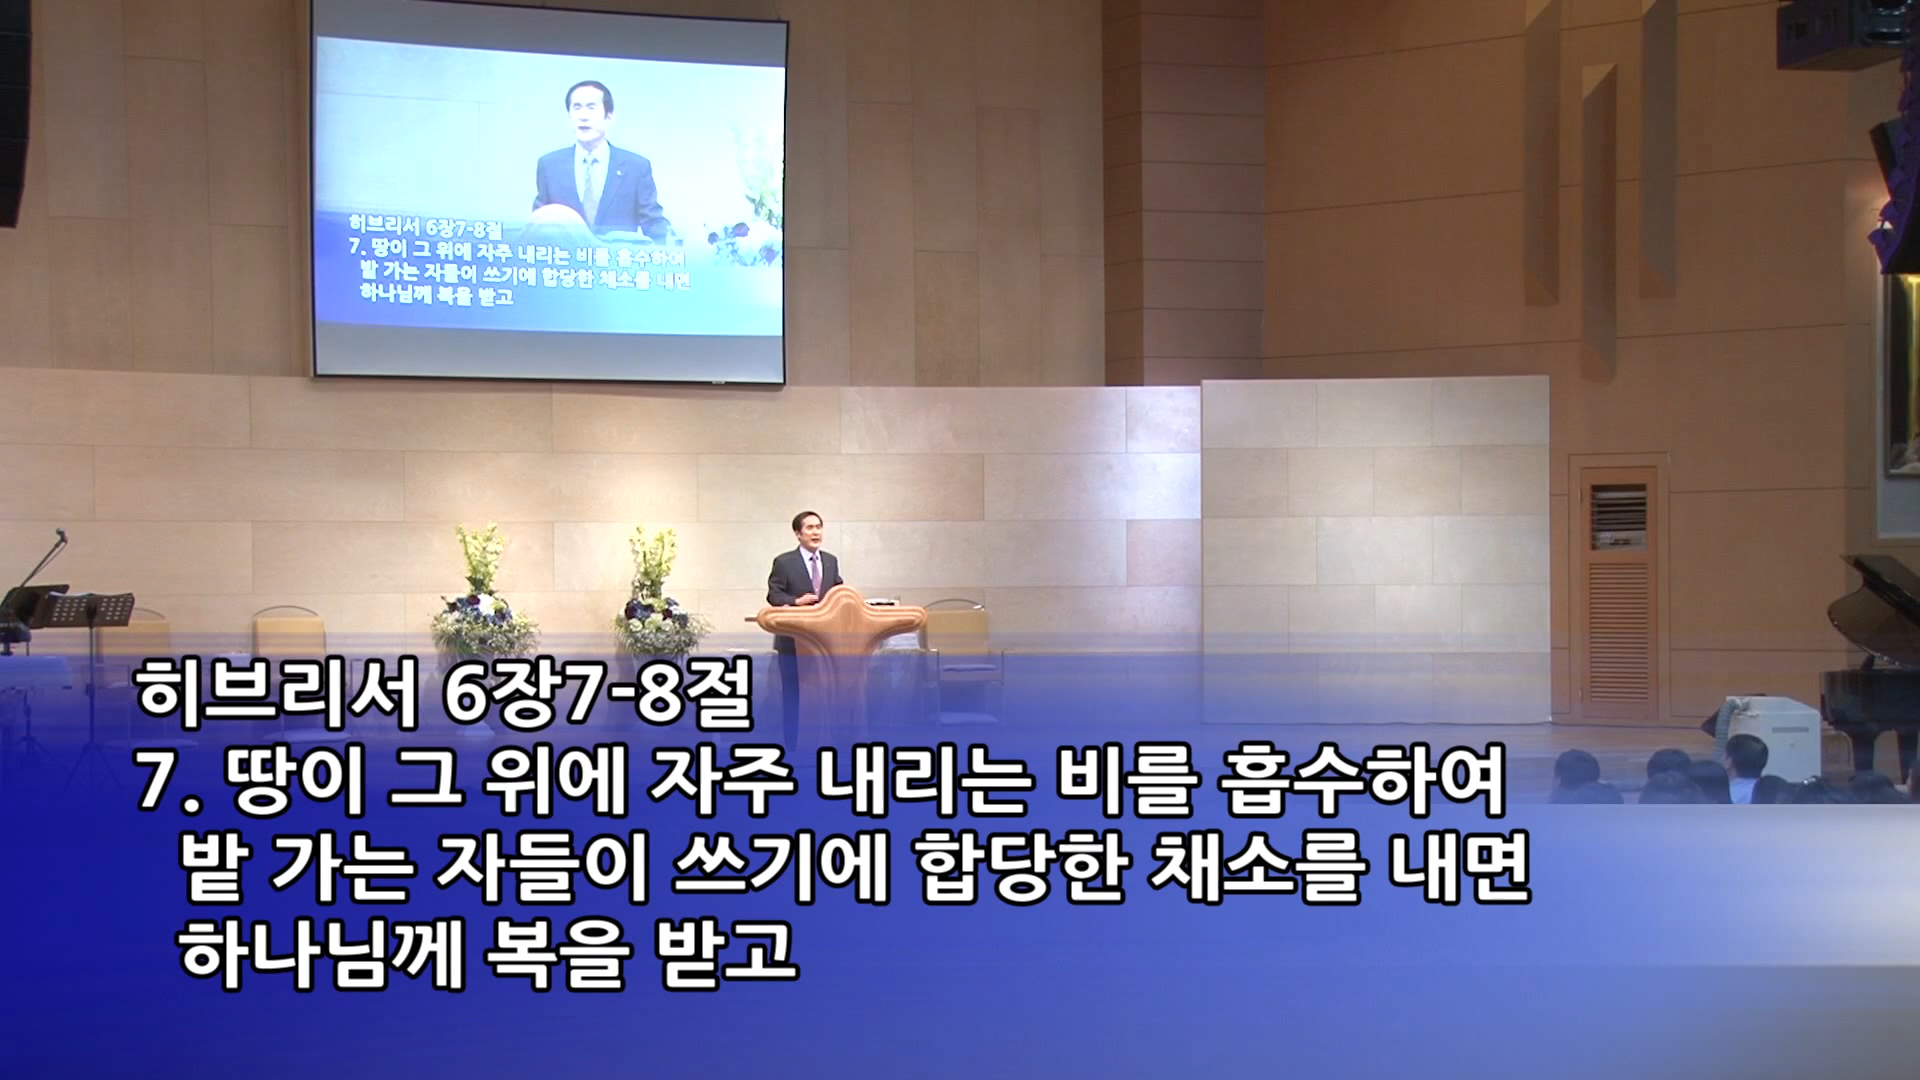 허브리서 6장7-8절
7. 땅이 그 위에 자주 내리는 비를 흡수하여
밭 가는 자들이 쓰기에 합당한 채소를 내면
하나님께 복을 받고
히브리서 6장7-8절
7. 땅이 그 위에 자주 내리는 비를 흡수하여
밭 가는 자들이 쓰기에 합당한 채소를 내면
하나님께 복을 받고